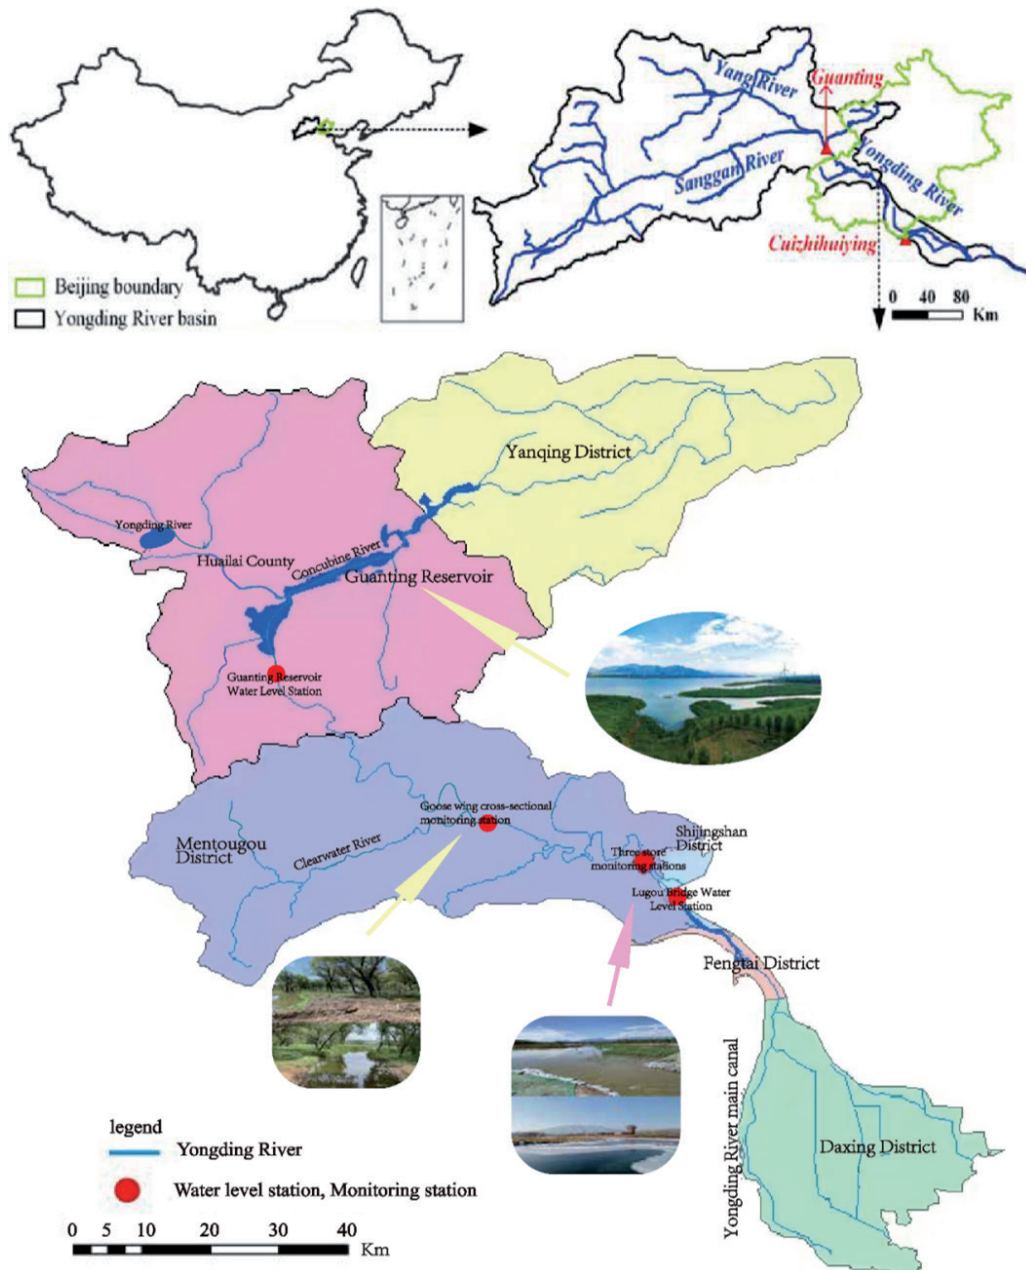 Yang River
Guanting
Sanggan River
Yongding River
Cuizhihuiying
Beijing boundary
Yongding River basin
0 40 80
Km
Yanqing District
Yongding River
Huailai County
Concubine River
Guanting Reservoir
Guanting Reservoir
Water Level Station
Goose wing cross-sectional
monitoring station
Mentougou
District
Clearwater River
Shijingshan
District
Three store
monitoring stations
Lugou Bridge Water
Level Station
Fengtai District
Yongding River main canal
Daxing District
legend
Yongding River
Water level station, Monitoring station
0 5 10 20 30 40
Km